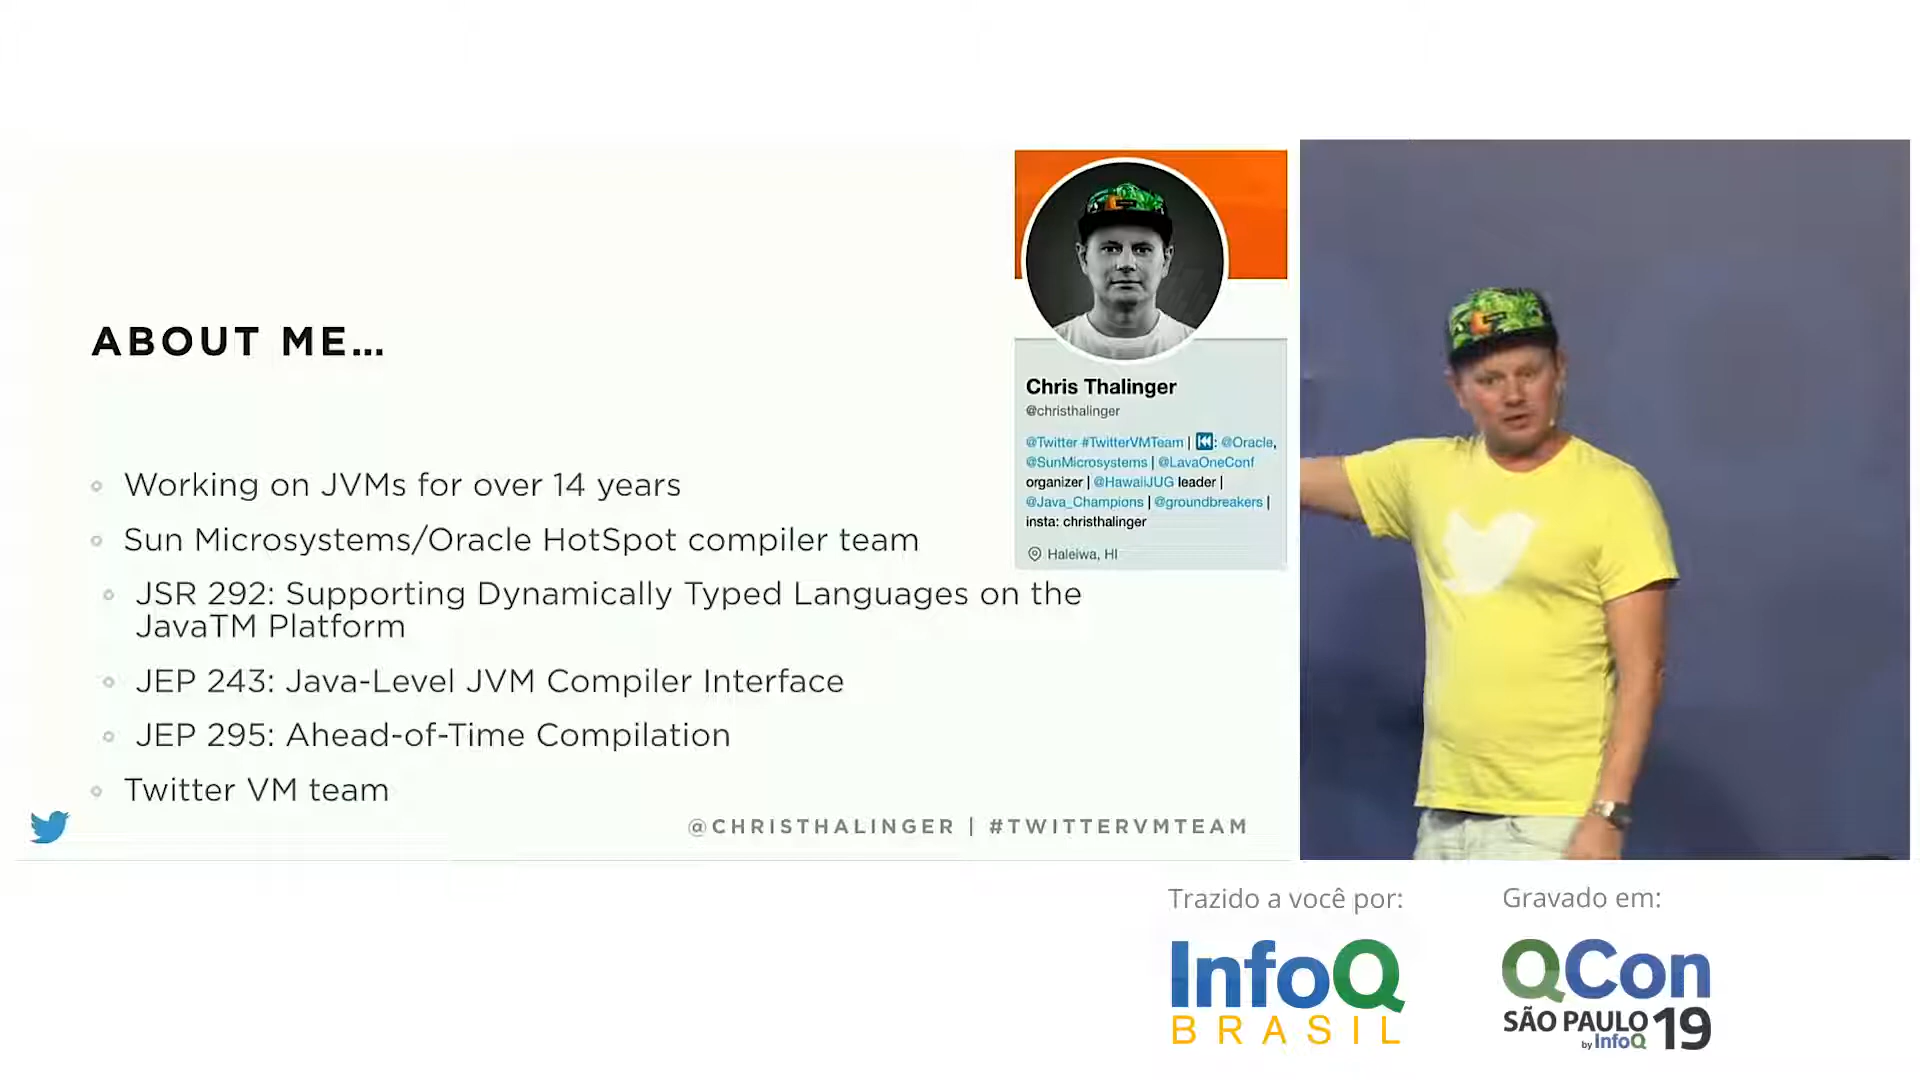 ABOUT ME...
Working on JVMs for over 14 years
Sun Microsystems/Oracle HotSpot compiler team
JSR 292: Supporting Dynamically Typed Languages on the
JavaTM Platform
JEP 243: Java-Level JVM Compiler Interface
JEP 295: Ahead-of-Time Compilation
Twitter VM team
@CHRISTHALINGER | #TWITTERVMTEAM
Chris Thalinger
@christhalinger
@Twitter #TwitterVMTeam | ⏮: @Oracle,
@SunMicrosystems | @LavaOneConf
organizer | @HawaiiJUG leader |
@Java_Champions | @groundbreakers |
insta: christhalinger
Haleiwa, HI
Trazido a você por:
InfoQ
BRASIL
Gravado em:
QCon
SÃO PAULO 19
by InfoQ